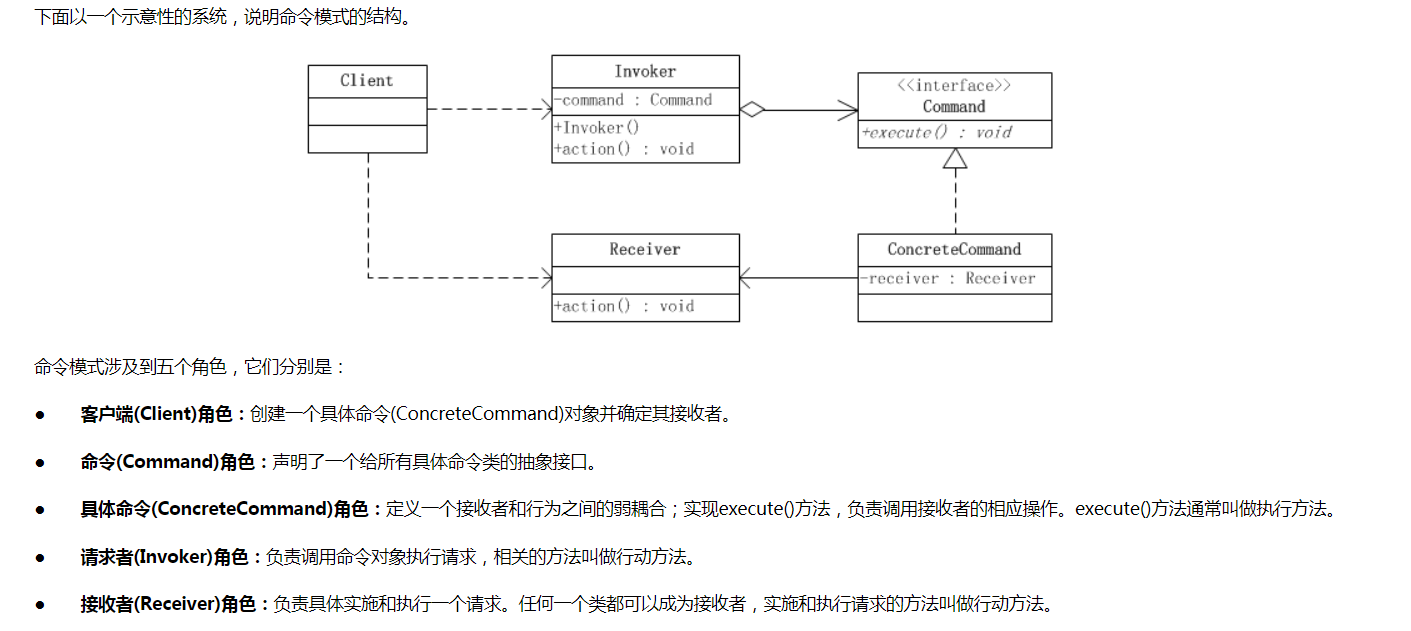 下面以一个示意性的系统，说明命令模式的结构。
Client
Invoker
-command : Command
+Invoker()
+action() : void
<<interface>>
Command
+execute() : void
Receiver
+action() : void
ConcreteCommand
-receiver : Receiver
命令模式涉及到五个角色，它们分别是：
● 客户端(Client)角色：创建一个具体命令(ConcreteCommand)对象并确定其接收者。
● 命令(Command)角色：声明了一个给所有具体命令类的抽象接口。
● 具体命令(ConcreteCommand)角色：定义一个接收者和行为之间的弱耦合；实现execute()方法，负责调用接收者的相应操作。execute()方法通常叫做执行方法。
● 请求者(Invoker)角色：负责调用命令对象执行请求，相关的方法叫做行动方法。
● 接收者(Receiver)角色：负责具体实施和执行一个请求。任何一个类都可以成为接收者，实施和执行请求的方法叫做行动方法。